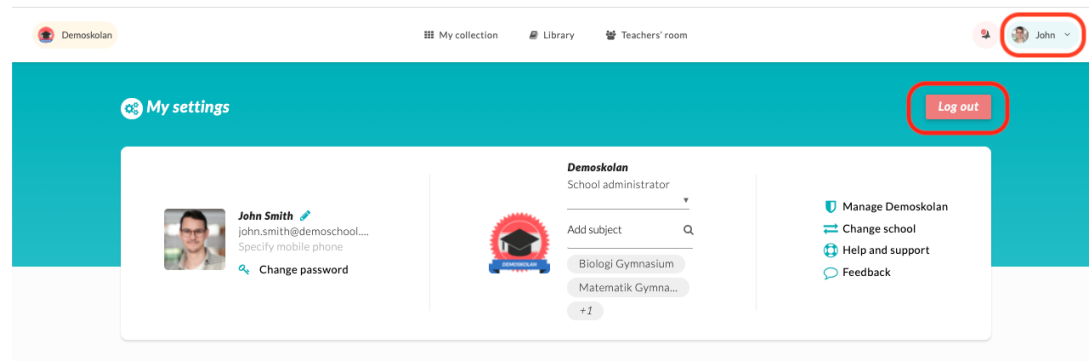 Demoskolan
My collection
Library
Teachers' room
John
My settings
Log out
John Smith
john.smith@demoschool....
Specify mobile phone
Change password
DEMOSKOLAN
Demoskolan
School administrator
Add subject
Biologi Gymnasium
Matematik Gymna...
+1
Manage Demoskolan
Change school
Help and support
Feedback